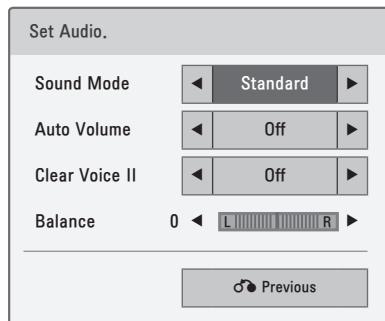 Set Audio.
Sound Mode ◀ Standard ▶
Auto Volume ◀ Off ▶
Clear Voice II ◀ Off ▶
Balance 0 ◀ L R ▶
Previous